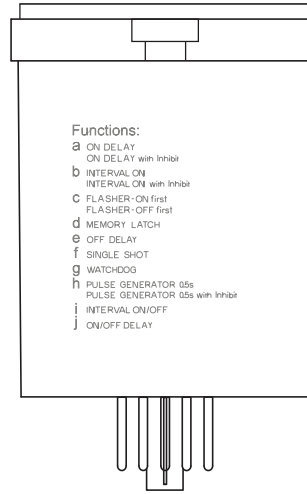 Functions:
a ON DELAY
ON DELAY with Inhibit
b INTERVAL ON
INTERVAL ON with Inhibit
c FLASHER-ON first
FLASHER-OFF first
d MEMORY LATCH
e OFF DELAY
f SINGLE SHOT
g WATCHDOG
h PULSE GENERATOR 0.5s
PULSE GENERATOR 0.5s with Inhibit
i INTERVAL ON/OFF
j ON/OFF DELAY